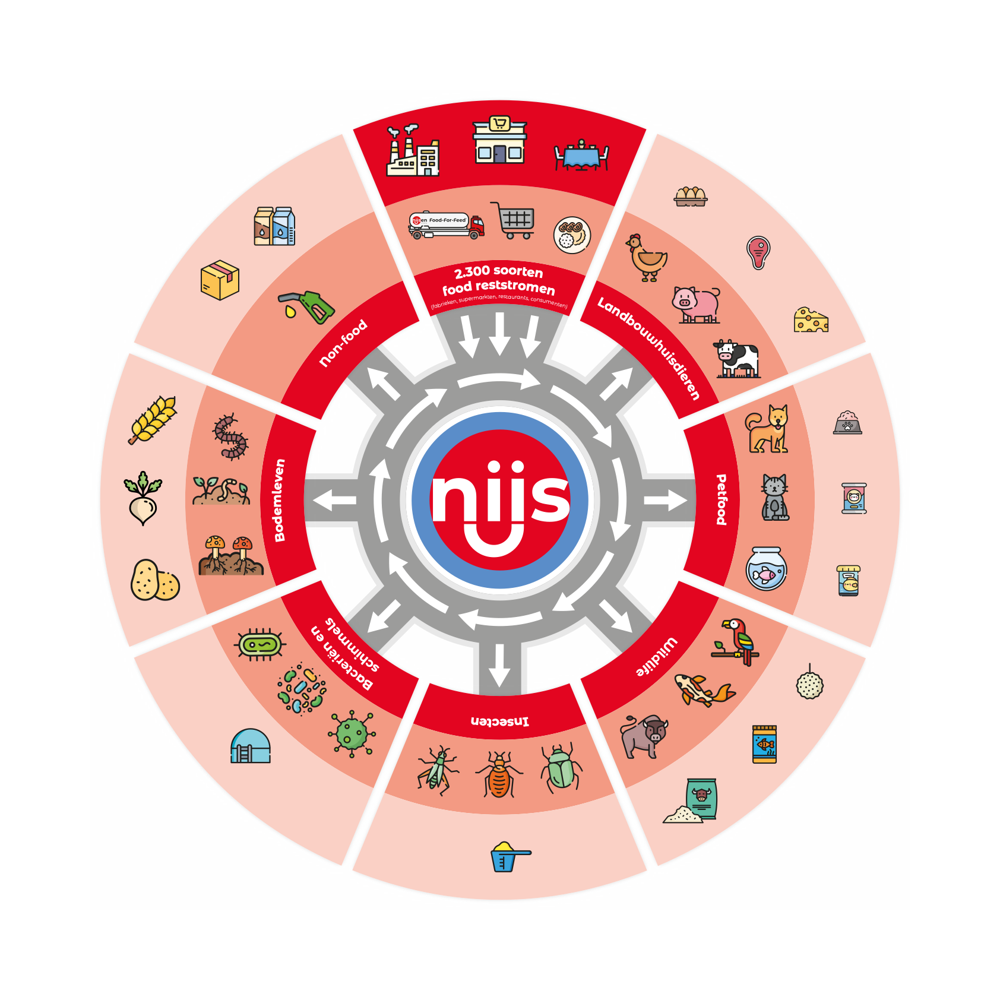 nijsen Food-For-Feed®
2.300 soorten
food reststromen
(fabrieken, supermarkten, restaurants, consumenten)
Landbouwhuisdieren
Petfood
Wildlife
Insecten
Bacteriën en
schimmels
Bodemleven
Non-food
nijs